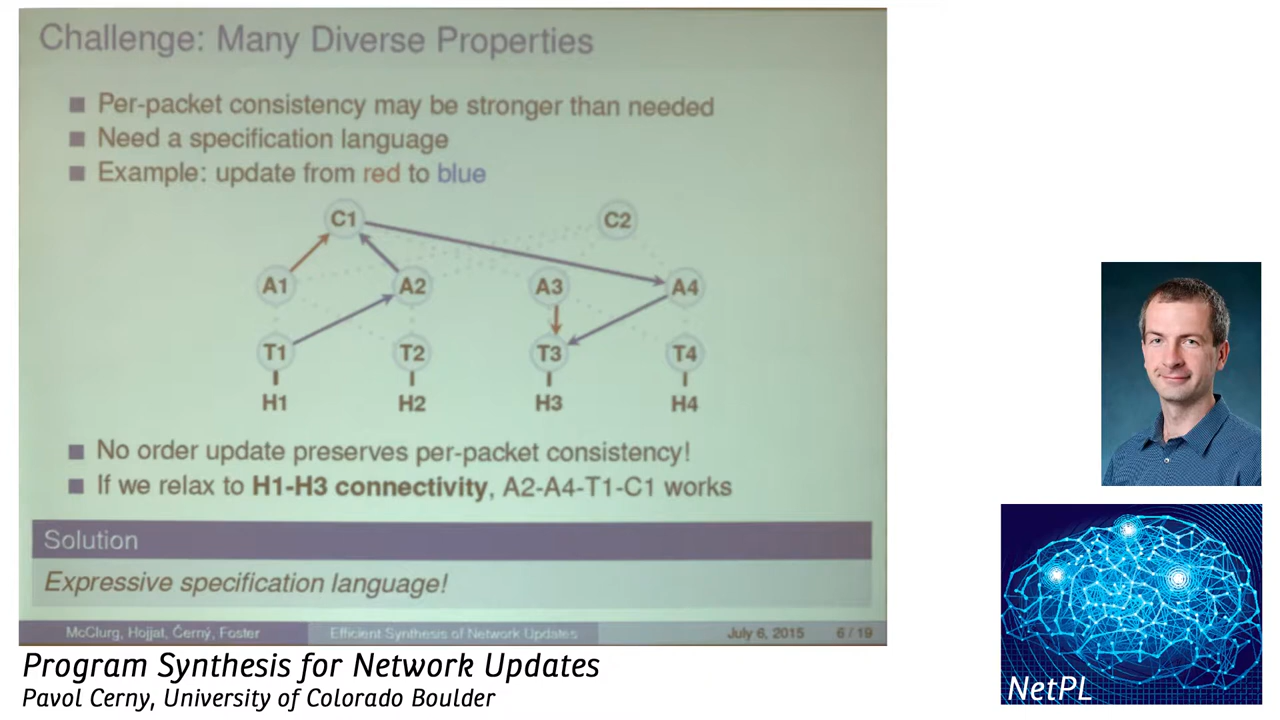 Challenge: Many Diverse Properties
Per-packet consistency may be stronger than needed
Need a specification language
Example: update from red to blue
C1 C2
A1 A2 A3 A4
T1 T2 T3 T4
H1 H2 H3 H4
No order update preserves per-packet consistency!
If we relax to H1-H3 connectivity, A2-A4-T1-C1 works
Solution
Expressive specification language!
McClurg, Hojjat, Černý, Foster Efficient Synthesis of Network Updates July 6, 2015 6 / 19
Program Synthesis for Network Updates
Pavol Cerny, University of Colorado Boulder
NetPL